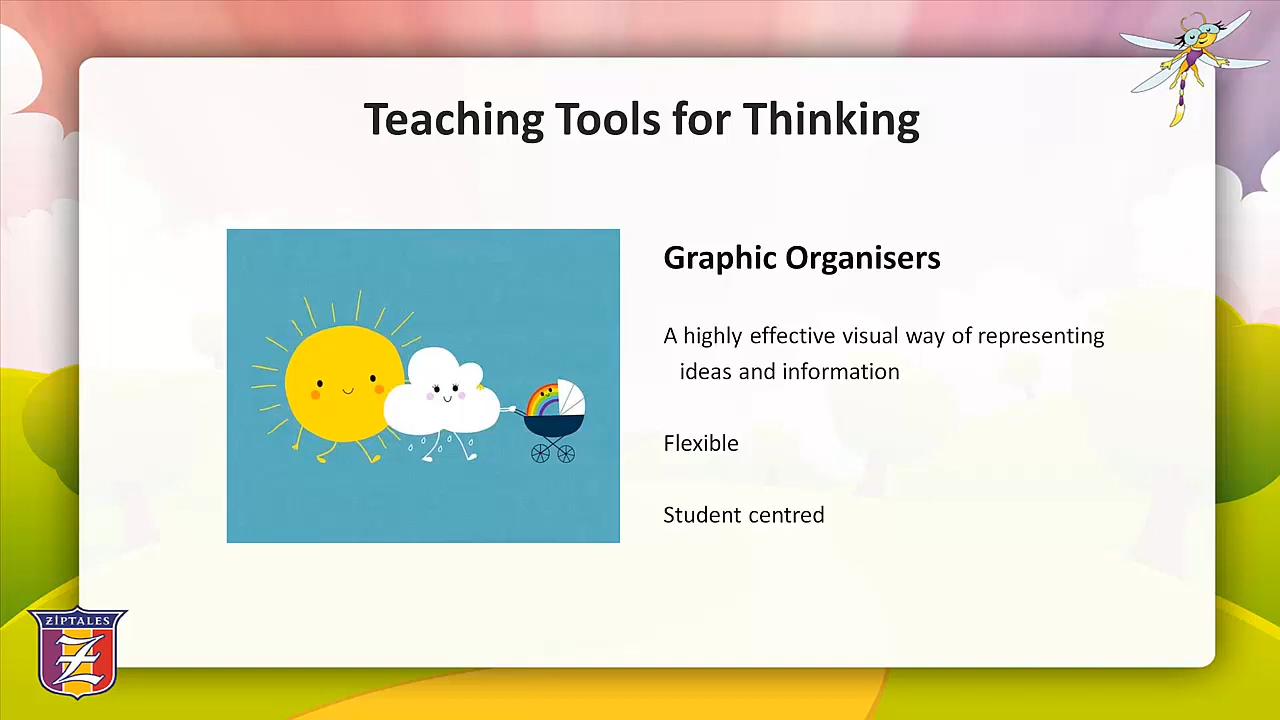 Teaching Tools for Thinking
Graphic Organisers
A highly effective visual way of representing
ideas and information
Flexible
Student centred
ZIPTALES
Z